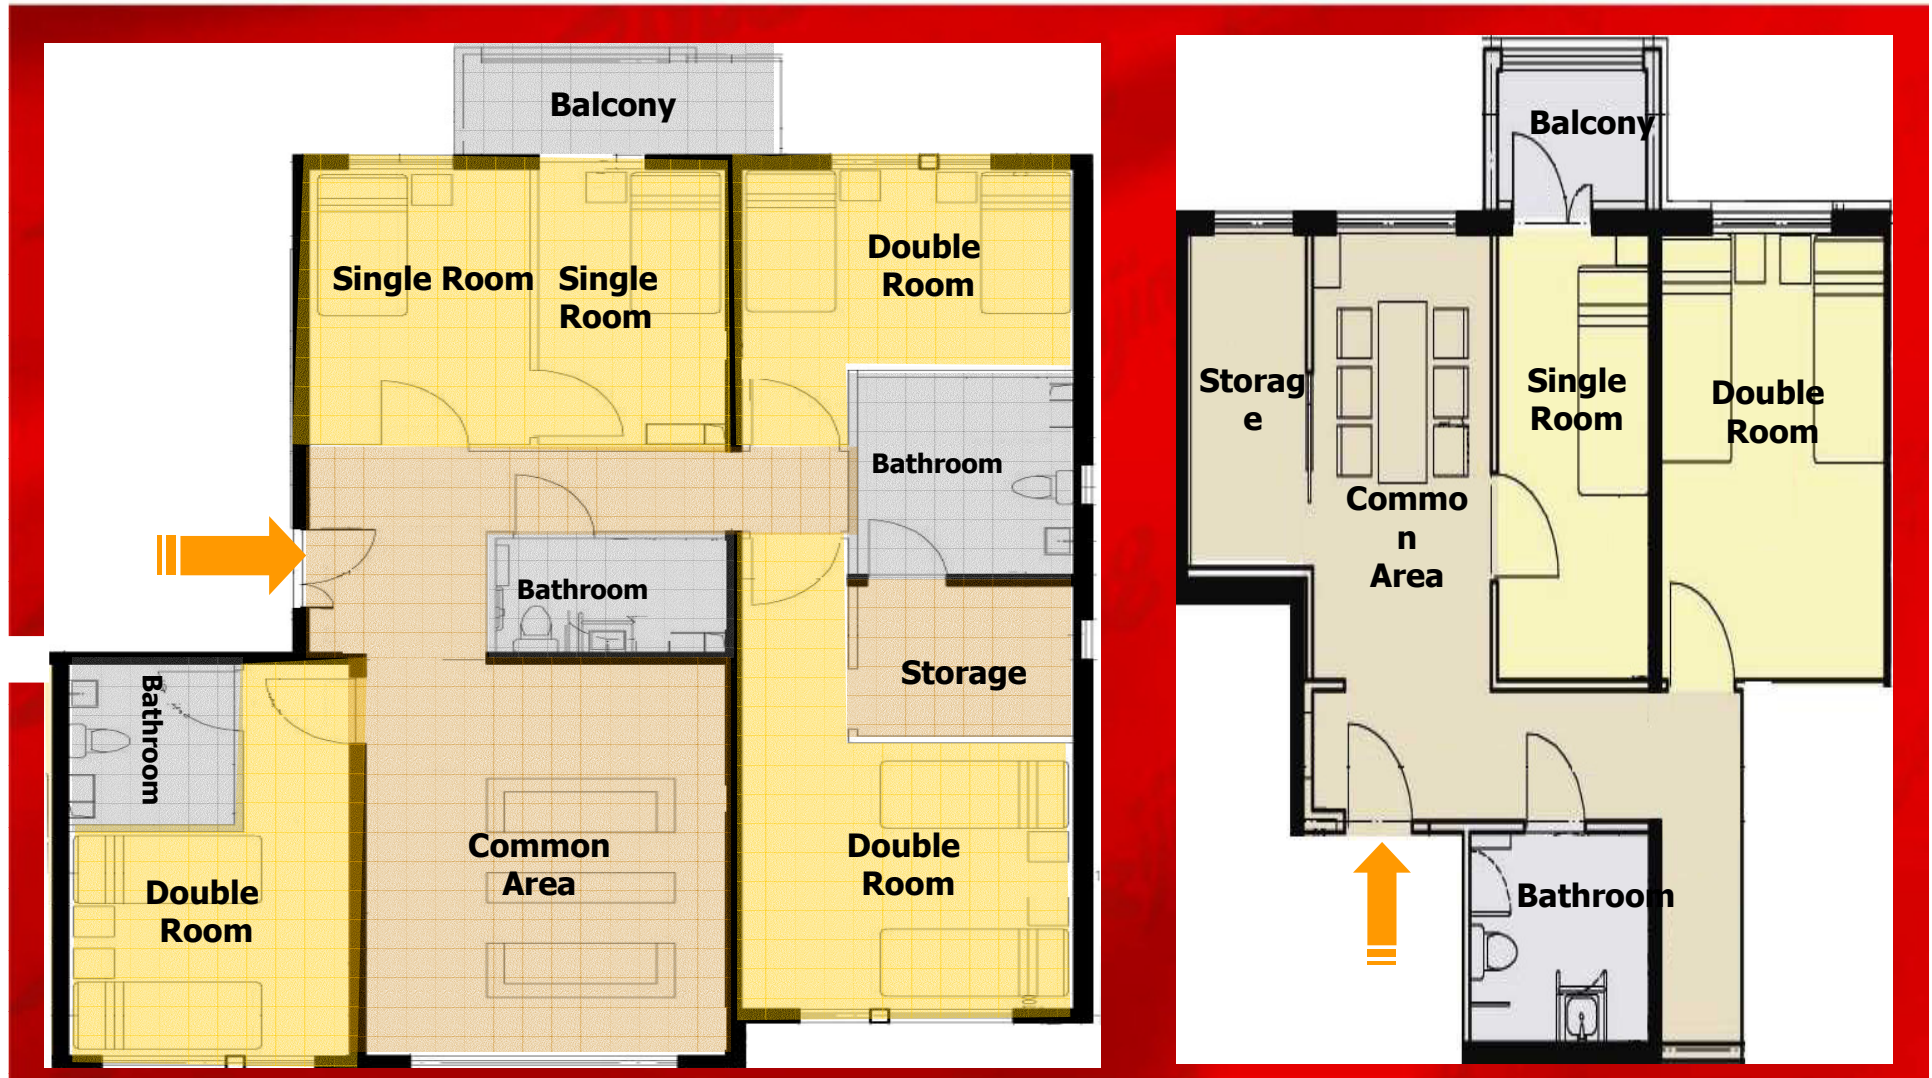 Balcony
Single Room
Single
Room
Double
Room
Bathroom
Bathroom
Storage
Bathroom
Double
Room
Common
Area
Double
Room
Balcony
Storag
e
Commo
n
Area
Single
Room
Double
Room
Bathroom